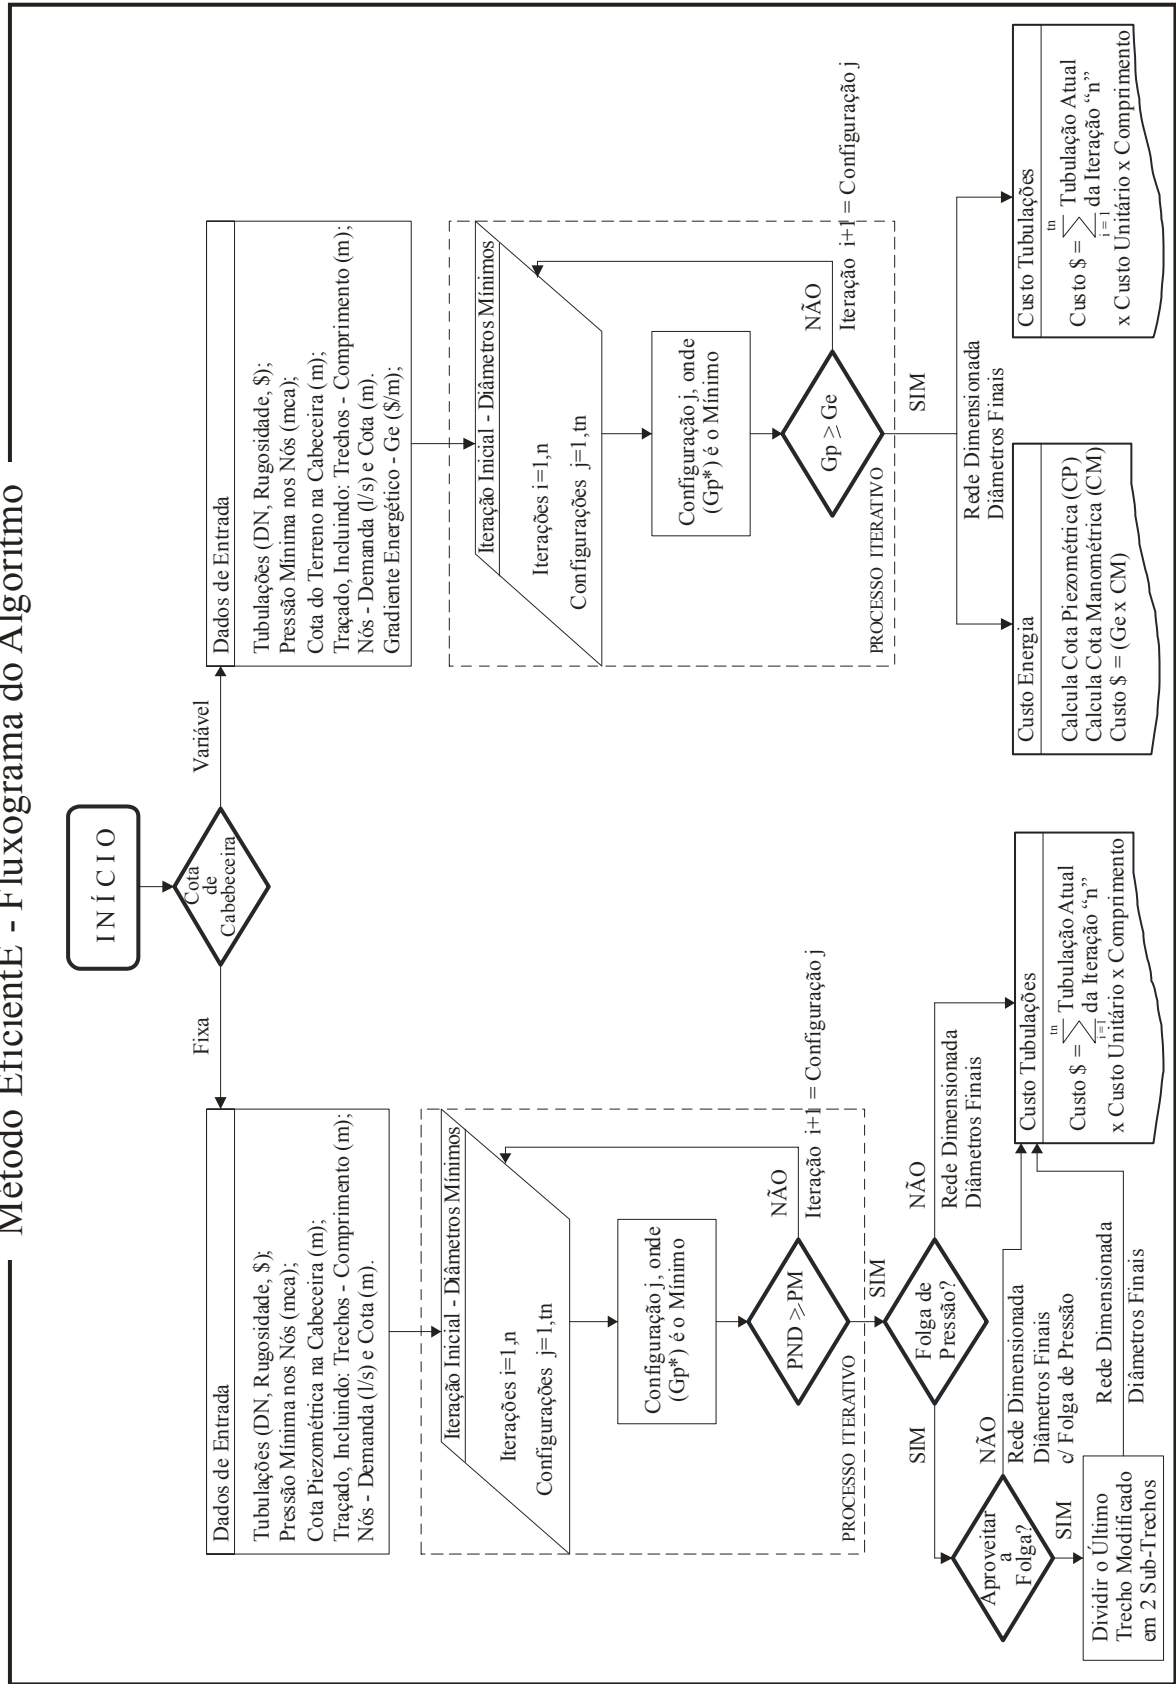 Método EficientE - Fluxograma do Algoritmo
INÍCIO
Cota
de
Cabebeceira
Fixa
Variável
Dados de Entrada
Tubulações (DN, Rugosidade, $);
Pressão Mínima nos Nós (mca);
Cota Piezométrica na Cabeceira (m);
Traçado, Incluindo: Trechos - Comprimento (m);
Nós - Demanda (l/s) e Cota (m).
Iteração Inicial - Diâmetros Mínimos
Iterações i=1,n
Configurações j=1,tn
Configuração j, onde
(Gp*) é o Mínimo
PND ≥ PM
NÃO
Iteração i+1 = Configuração j
PROCESSO ITERATIVO
SIM
Folga de
Pressão?
NÃO
Rede Dimensionada
Diâmetros Finais
SIM
Aproveitar
a
Folga?
NÃO
Rede Dimensionada
Diâmetros Finais
c/ Folga de Pressão
SIM
Dividir o Último
Trecho Modificado
em 2 Sub-Trechos
Rede Dimensionada
Diâmetros Finais
Custo Tubulações
tn
Custo $ = ∑ Tubulação Atual
i=1 da Iteração “n”
x Custo Unitário x Comprimento
Dados de Entrada
Tubulações (DN, Rugosidade, $);
Pressão Mínima nos Nós (mca);
Cota do Terreno na Cabeceira (m);
Traçado, Incluindo: Trechos - Comprimento (m);
Nós - Demanda (l/s) e Cota (m).
Gradiente Energético - Ge ($/m);
Iteração Inicial - Diâmetros Mínimos
Iterações i=1,n
Configurações j=1,tn
Configuração j, onde
(Gp*) é o Mínimo
Gp ≥ Ge
NÃO
Iteração i+1 = Configuração j
PROCESSO ITERATIVO
SIM
Rede Dimensionada
Diâmetros Finais
Custo Energia
Calcula Cota Piezométrica (CP)
Calcula Cota Manométrica (CM)
Custo $ = (Ge x CM)
Custo Tubulações
tn
Custo $ = ∑ Tubulação Atual
i=1 da Iteração “n”
x Custo Unitário x Comprimento